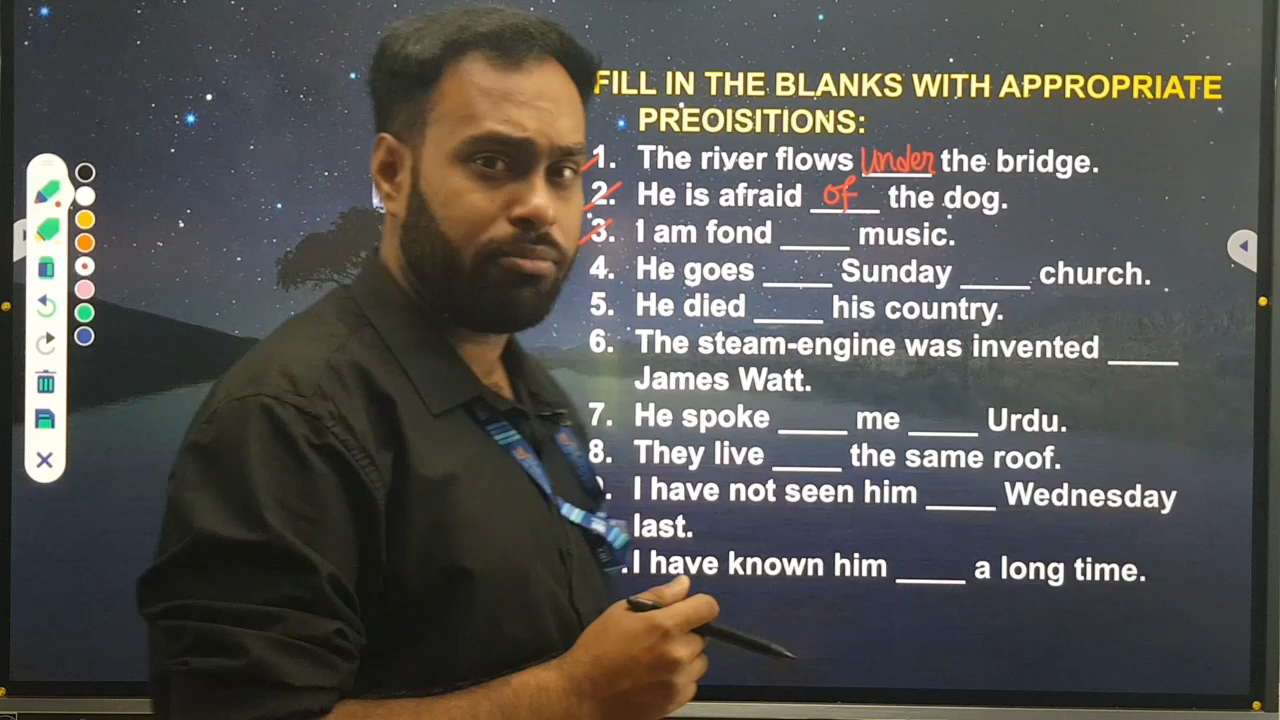 FILL IN THE BLANKS WITH APPROPRIATE
PREOISITIONS:
1. The river flows under the bridge.
2. He is afraid of the dog.
3. I am fond ____ music.
4. He goes ____ Sunday ____ church.
5. He died ____ his country.
6. The steam-engine was invented ____
James Watt.
7. He spoke ____ me ____ Urdu.
8. They live ____ the same roof.
. I have not seen him ____ Wednesday
last.
. I have known him ____ a long time.